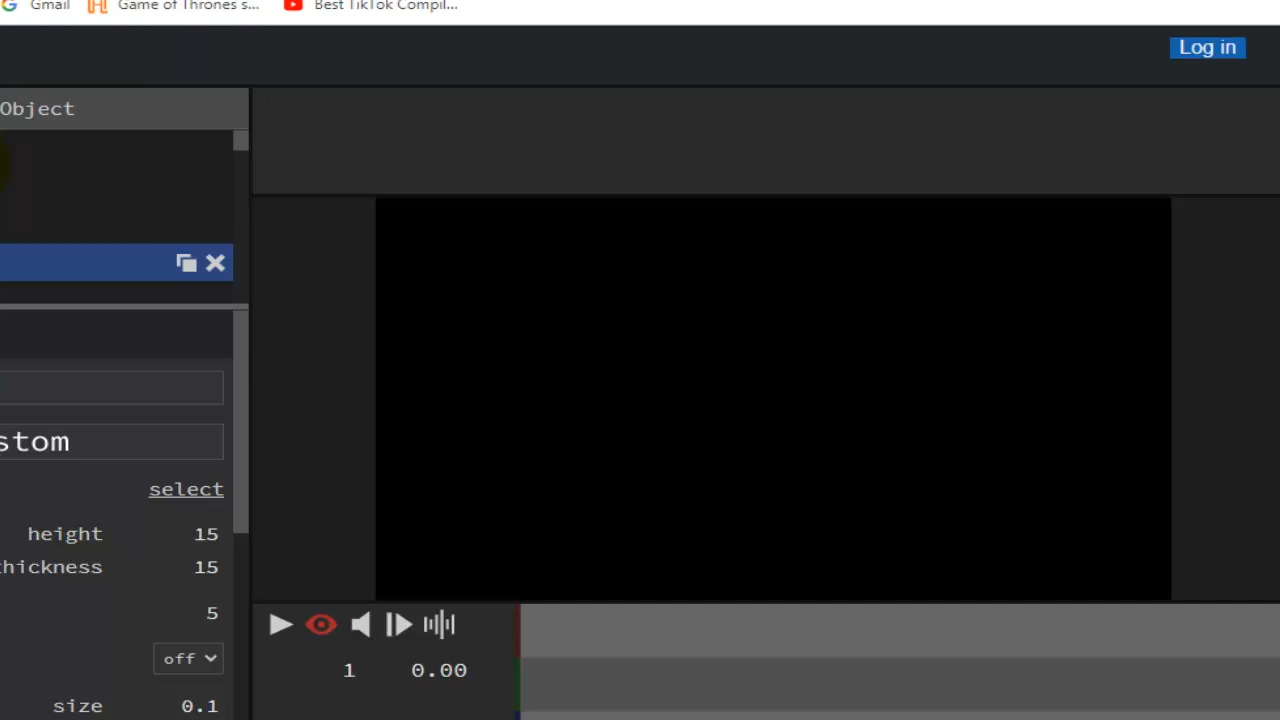 Gmail Game of Thrones s... Best TikTok Compil...
Log in
Object
stom
select
height 15
hickness 15
5
off
size 0.1
1 0.00